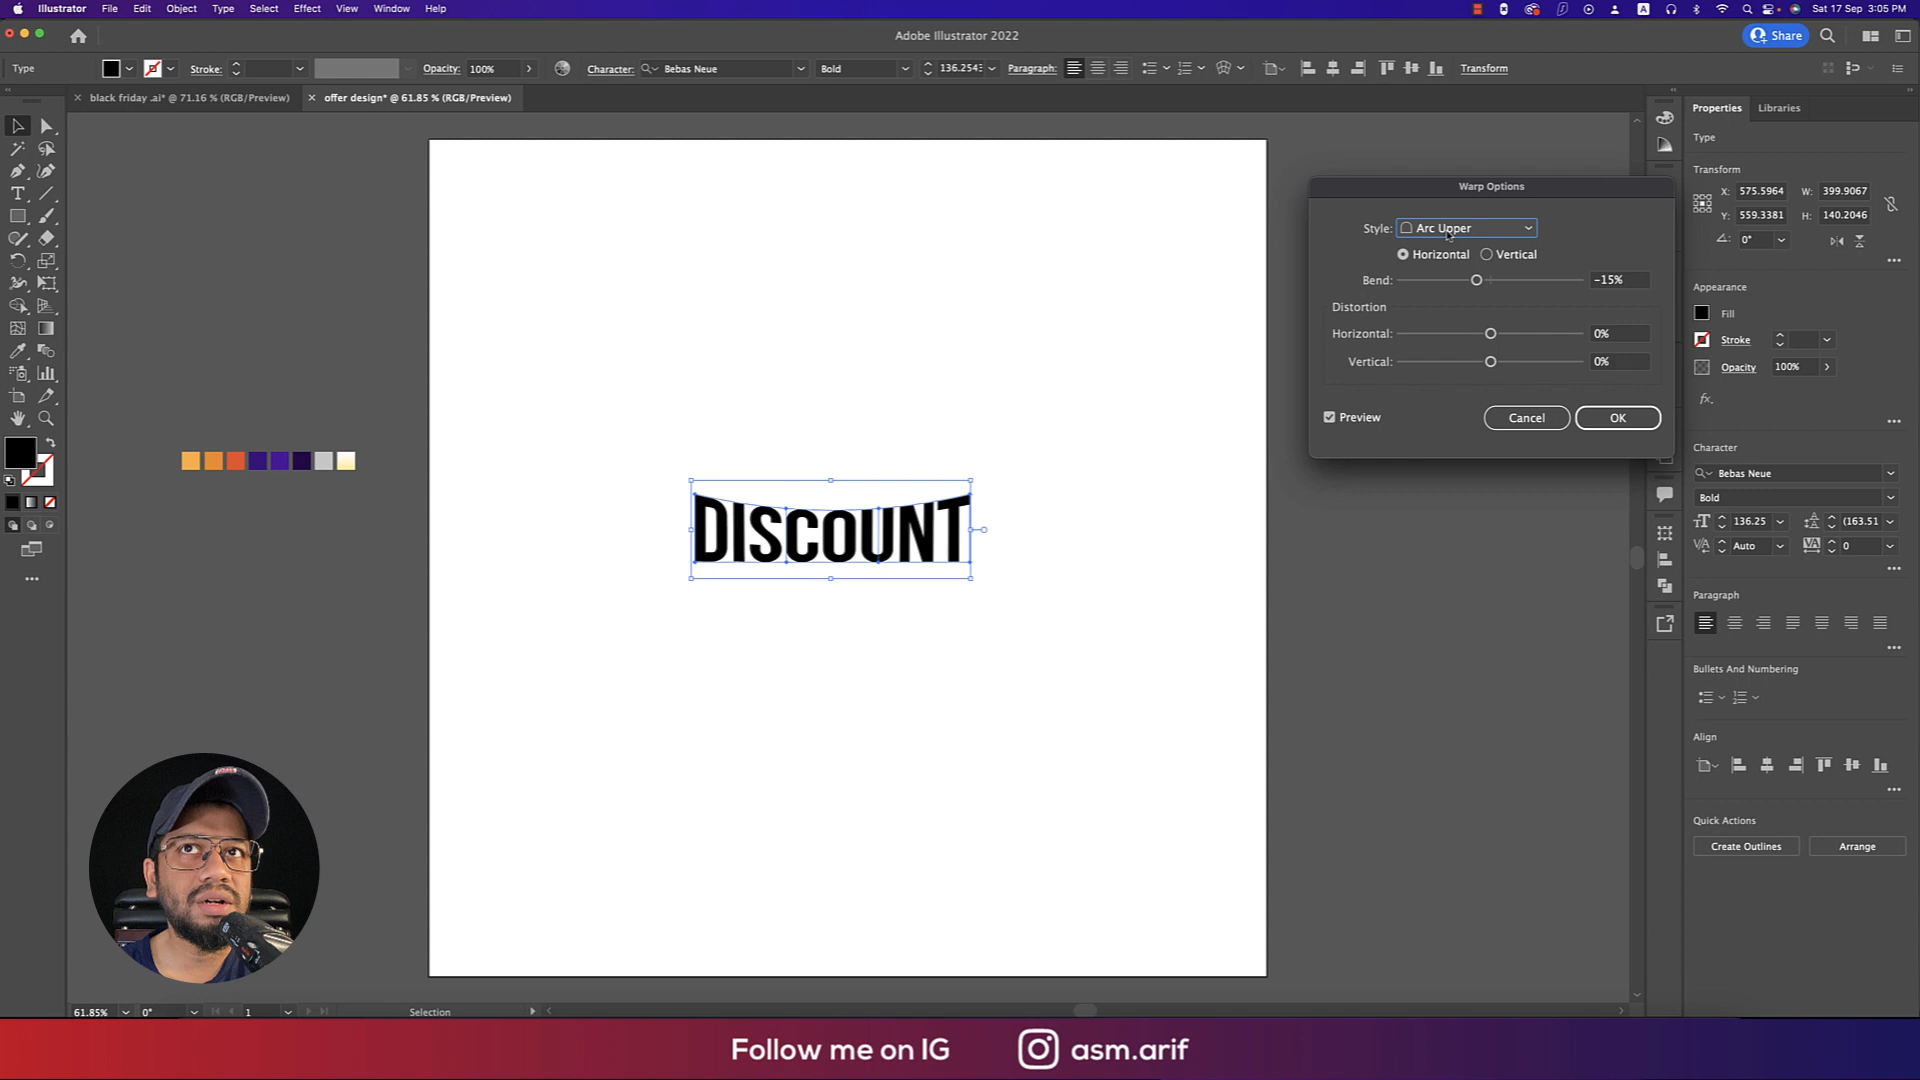 Illustrator File Edit Object Type Select Effect View Window Help
A Sat 17 Sep 3:05 PM
Adobe Illustrator 2022
Share
Type Stroke: Opacity: 100% Character: Bebas Neue Bold 136.254: Paragraph: Transform
× black friday .ai* @ 71.16 % (RGB/Preview) × offer design* @ 61.85 % (RGB/Preview)
Properties Libraries
Type
Transform
X: 575.5964 W: 399.9067
Y: 559.3381 H: 140.2046
0°
Appearance
Fill
Stroke
Opacity 100%
fx.
Character
Bebas Neue
Bold
136.25 (163.51
Auto 0
Paragraph
Bullets And Numbering
Align
Quick Actions
Create Outlines Arrange
Warp Options
Style: Arc Upper
Horizontal Vertical
Bend: -15%
Distortion
Horizontal: 0%
Vertical: 0%
Preview Cancel OK
DISCOUNT
61.85% 0° 1 Selection
Follow me on IG asm.arif